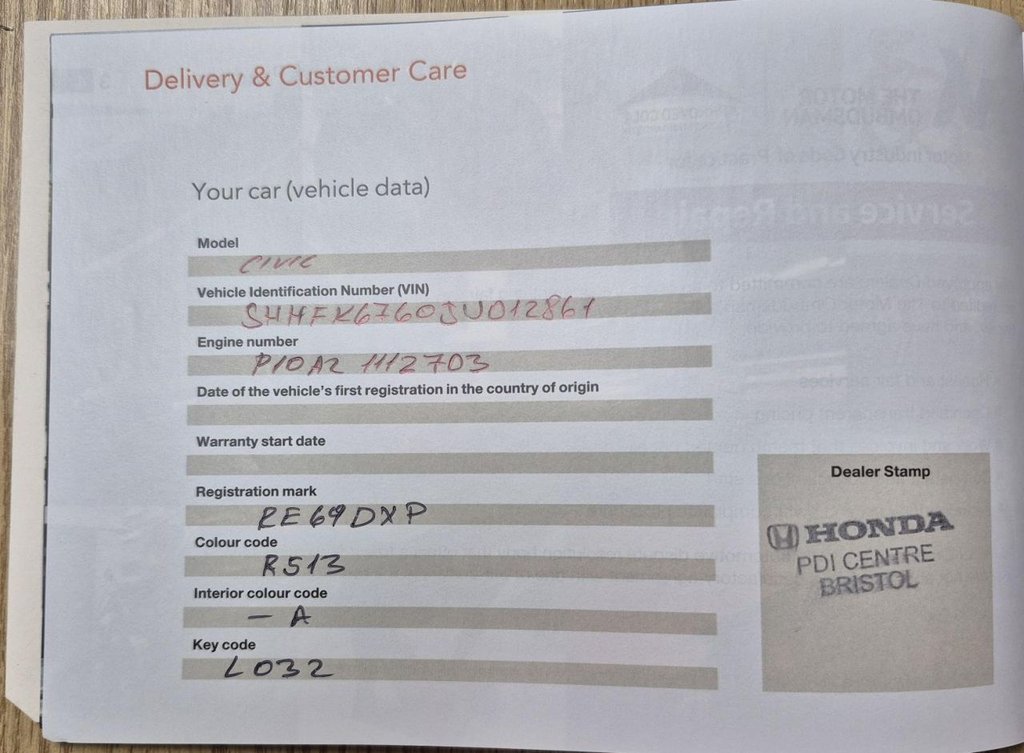 Delivery & Customer Care
Your car (vehicle data)
Model
CIVIC
Vehicle Identification Number (VIN)
SHHFK6760JU012861
Engine number
P10A2 1112703
Date of the vehicle's first registration in the country of origin
Warranty start date
Registration mark
RE69DXP
Colour code
R513
Interior colour code
- A
Key code
L032
Dealer Stamp
HONDA
PDI CENTRE
BRISTOL